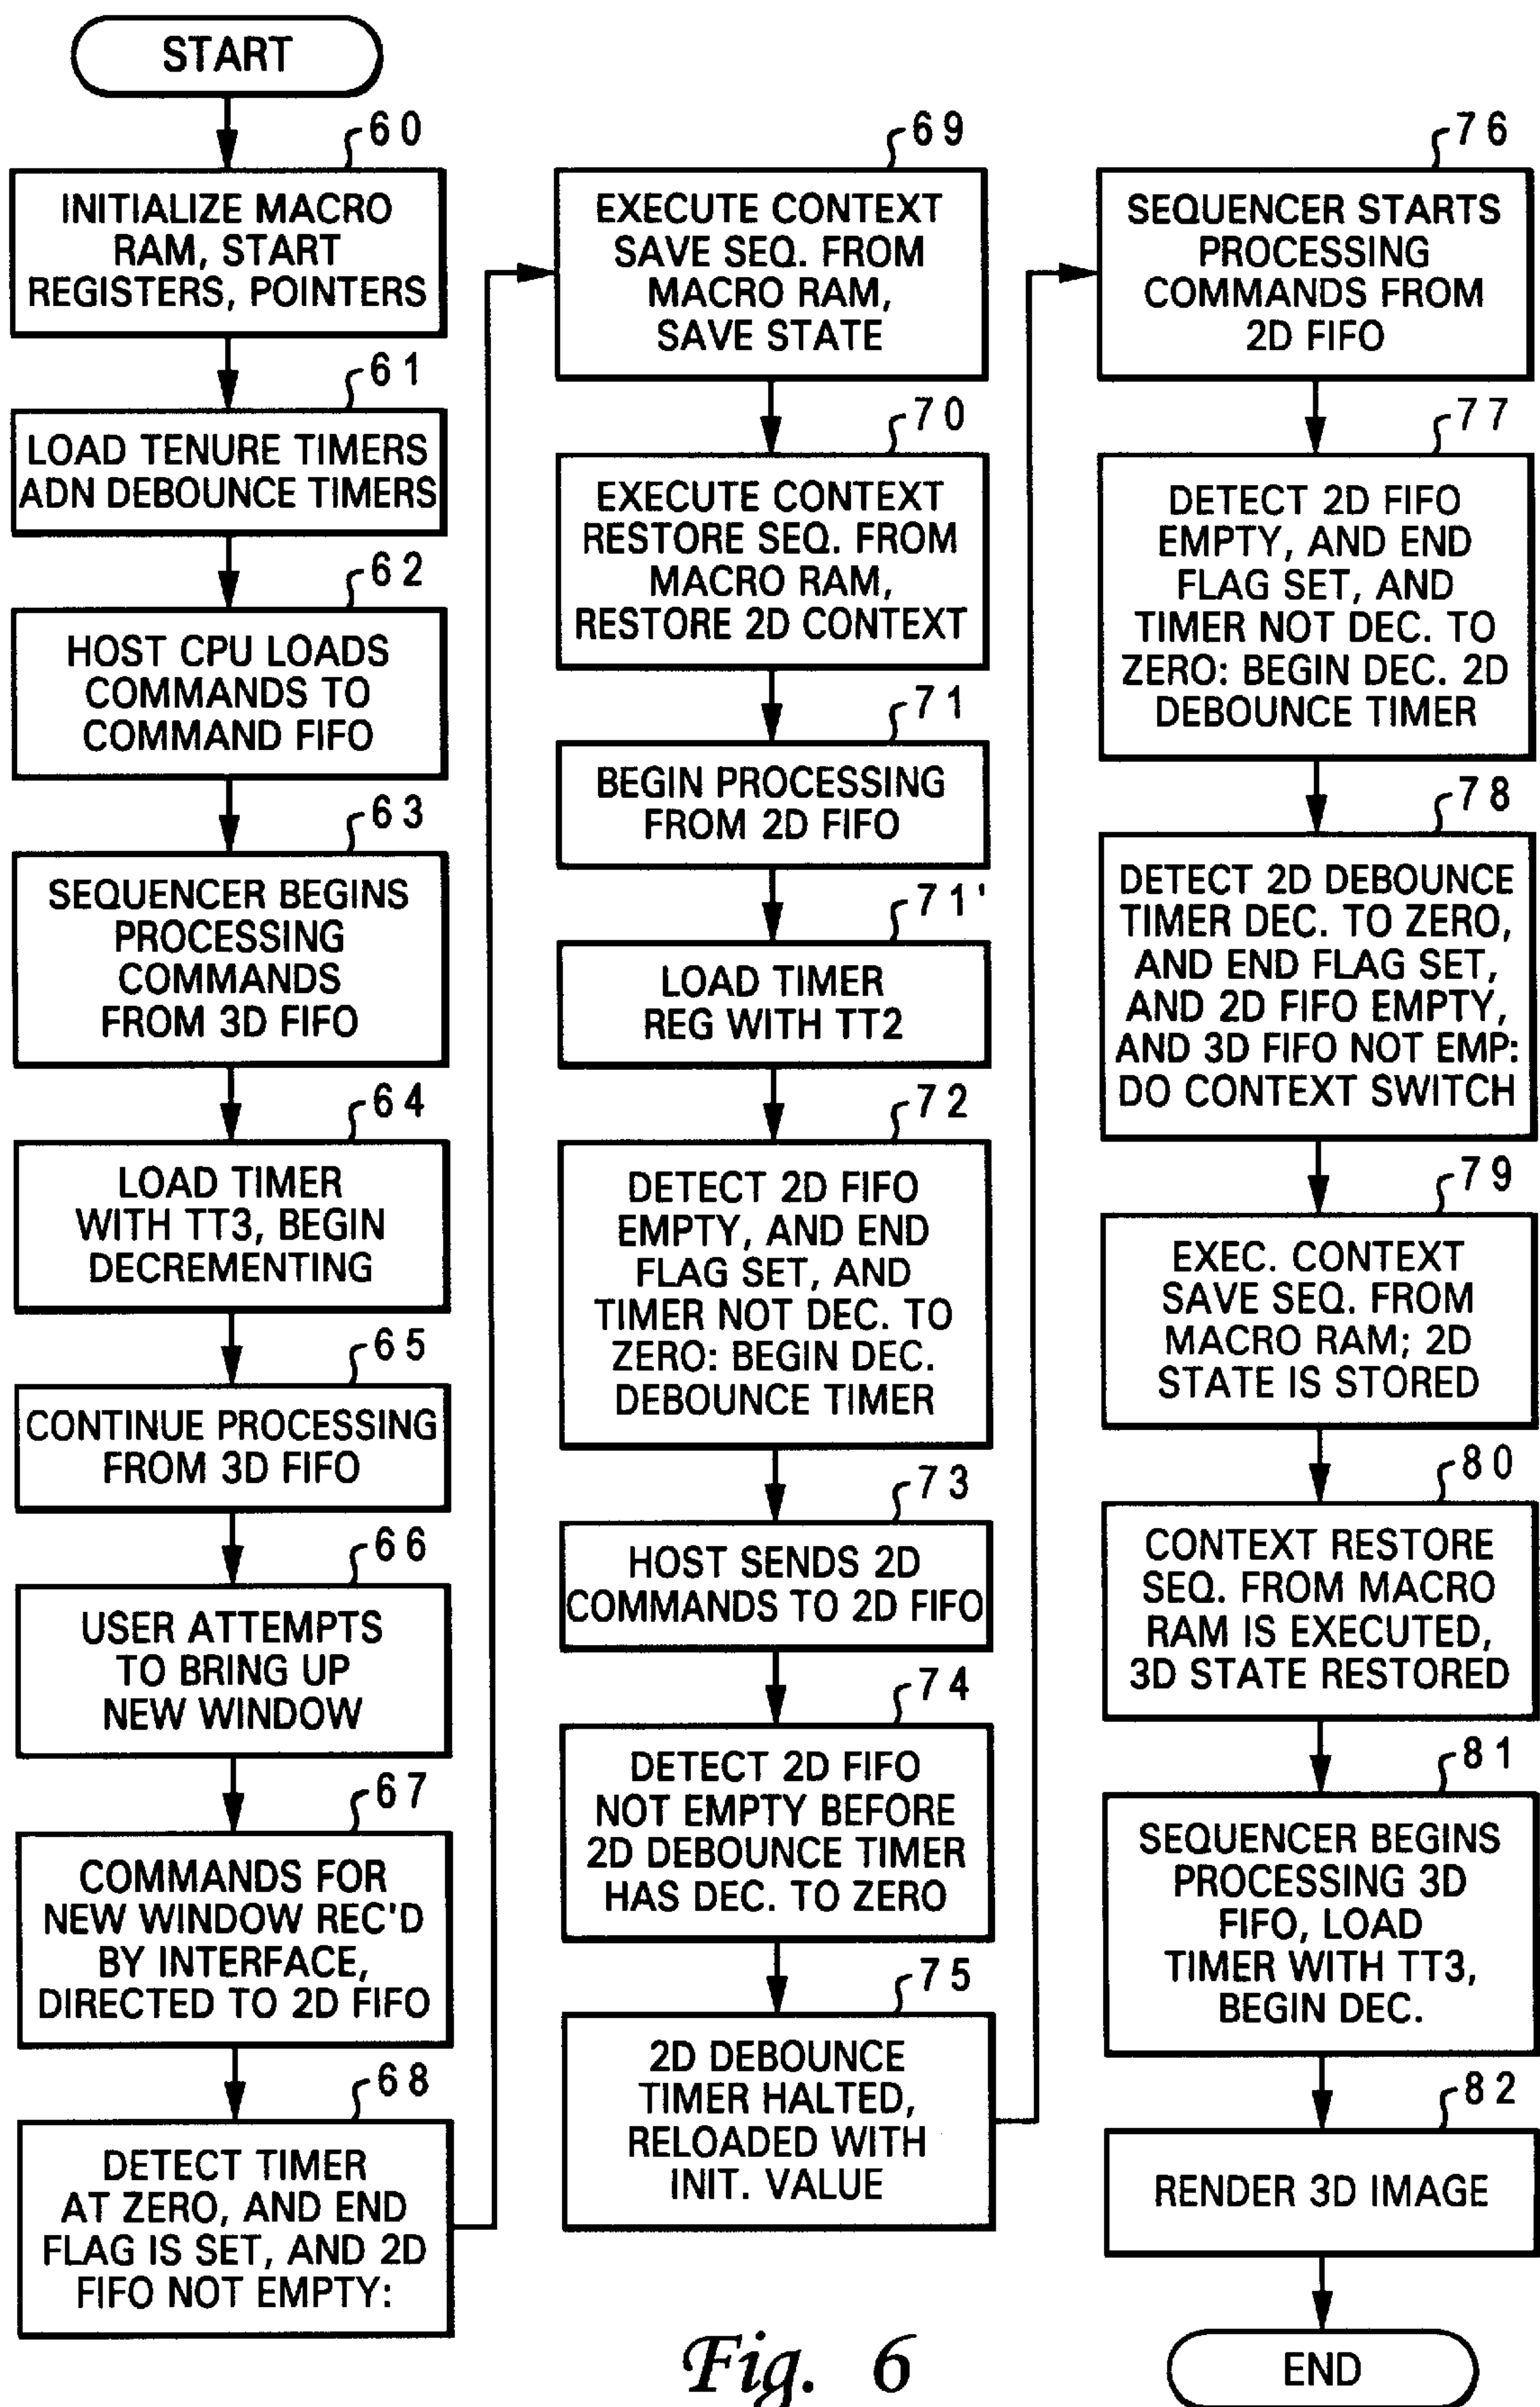 START
60
INITIALIZE MACRO
RAM, START
REGISTERS, POINTERS
61
LOAD TENURE TIMERS
ADN DEBOUNCE TIMERS
62
HOST CPU LOADS
COMMANDS TO
COMMAND FIFO
63
SEQUENCER BEGINS
PROCESSING
COMMANDS
FROM 3D FIFO
64
LOAD TIMER
WITH TT3, BEGIN
DECREMENTING
65
CONTINUE PROCESSING
FROM 3D FIFO
66
USER ATTEMPTS
TO BRING UP
NEW WINDOW
67
COMMANDS FOR
NEW WINDOW REC'D
BY INTERFACE,
DIRECTED TO 2D FIFO
68
DETECT TIMER
AT ZERO, AND END
FLAG IS SET, AND 2D
FIFO NOT EMPTY:
69
EXECUTE CONTEXT
SAVE SEQ. FROM
MACRO RAM,
SAVE STATE
70
EXECUTE CONTEXT
RESTORE SEQ. FROM
MACRO RAM,
RESTORE 2D CONTEXT
71
BEGIN PROCESSING
FROM 2D FIFO
71'
LOAD TIMER
REG WITH TT2
72
DETECT 2D FIFO
EMPTY, AND END
FLAG SET, AND
TIMER NOT DEC. TO
ZERO: BEGIN DEC.
DEBOUNCE TIMER
73
HOST SENDS 2D
COMMANDS TO 2D FIFO
74
DETECT 2D FIFO
NOT EMPTY BEFORE
2D DEBOUNCE TIMER
HAS DEC. TO ZERO
75
2D DEBOUNCE
TIMER HALTED,
RELOADED WITH
INIT. VALUE
76
SEQUENCER STARTS
PROCESSING
COMMANDS FROM
2D FIFO
77
DETECT 2D FIFO
EMPTY, AND END
FLAG SET, AND
TIMER NOT DEC. TO
ZERO: BEGIN DEC. 2D
DEBOUNCE TIMER
78
DETECT 2D DEBOUNCE
TIMER DEC. TO ZERO,
AND END FLAG SET,
AND 2D FIFO EMPTY,
AND 3D FIFO NOT EMP:
DO CONTEXT SWITCH
79
EXEC. CONTEXT
SAVE SEQ. FROM
MACRO RAM; 2D
STATE IS STORED
80
CONTEXT RESTORE
SEQ. FROM MACRO
RAM IS EXECUTED,
3D STATE RESTORED
81
SEQUENCER BEGINS
PROCESSING 3D
FIFO, LOAD
TIMER WITH TT3,
BEGIN DEC.
82
RENDER 3D IMAGE
END
Fig. 6